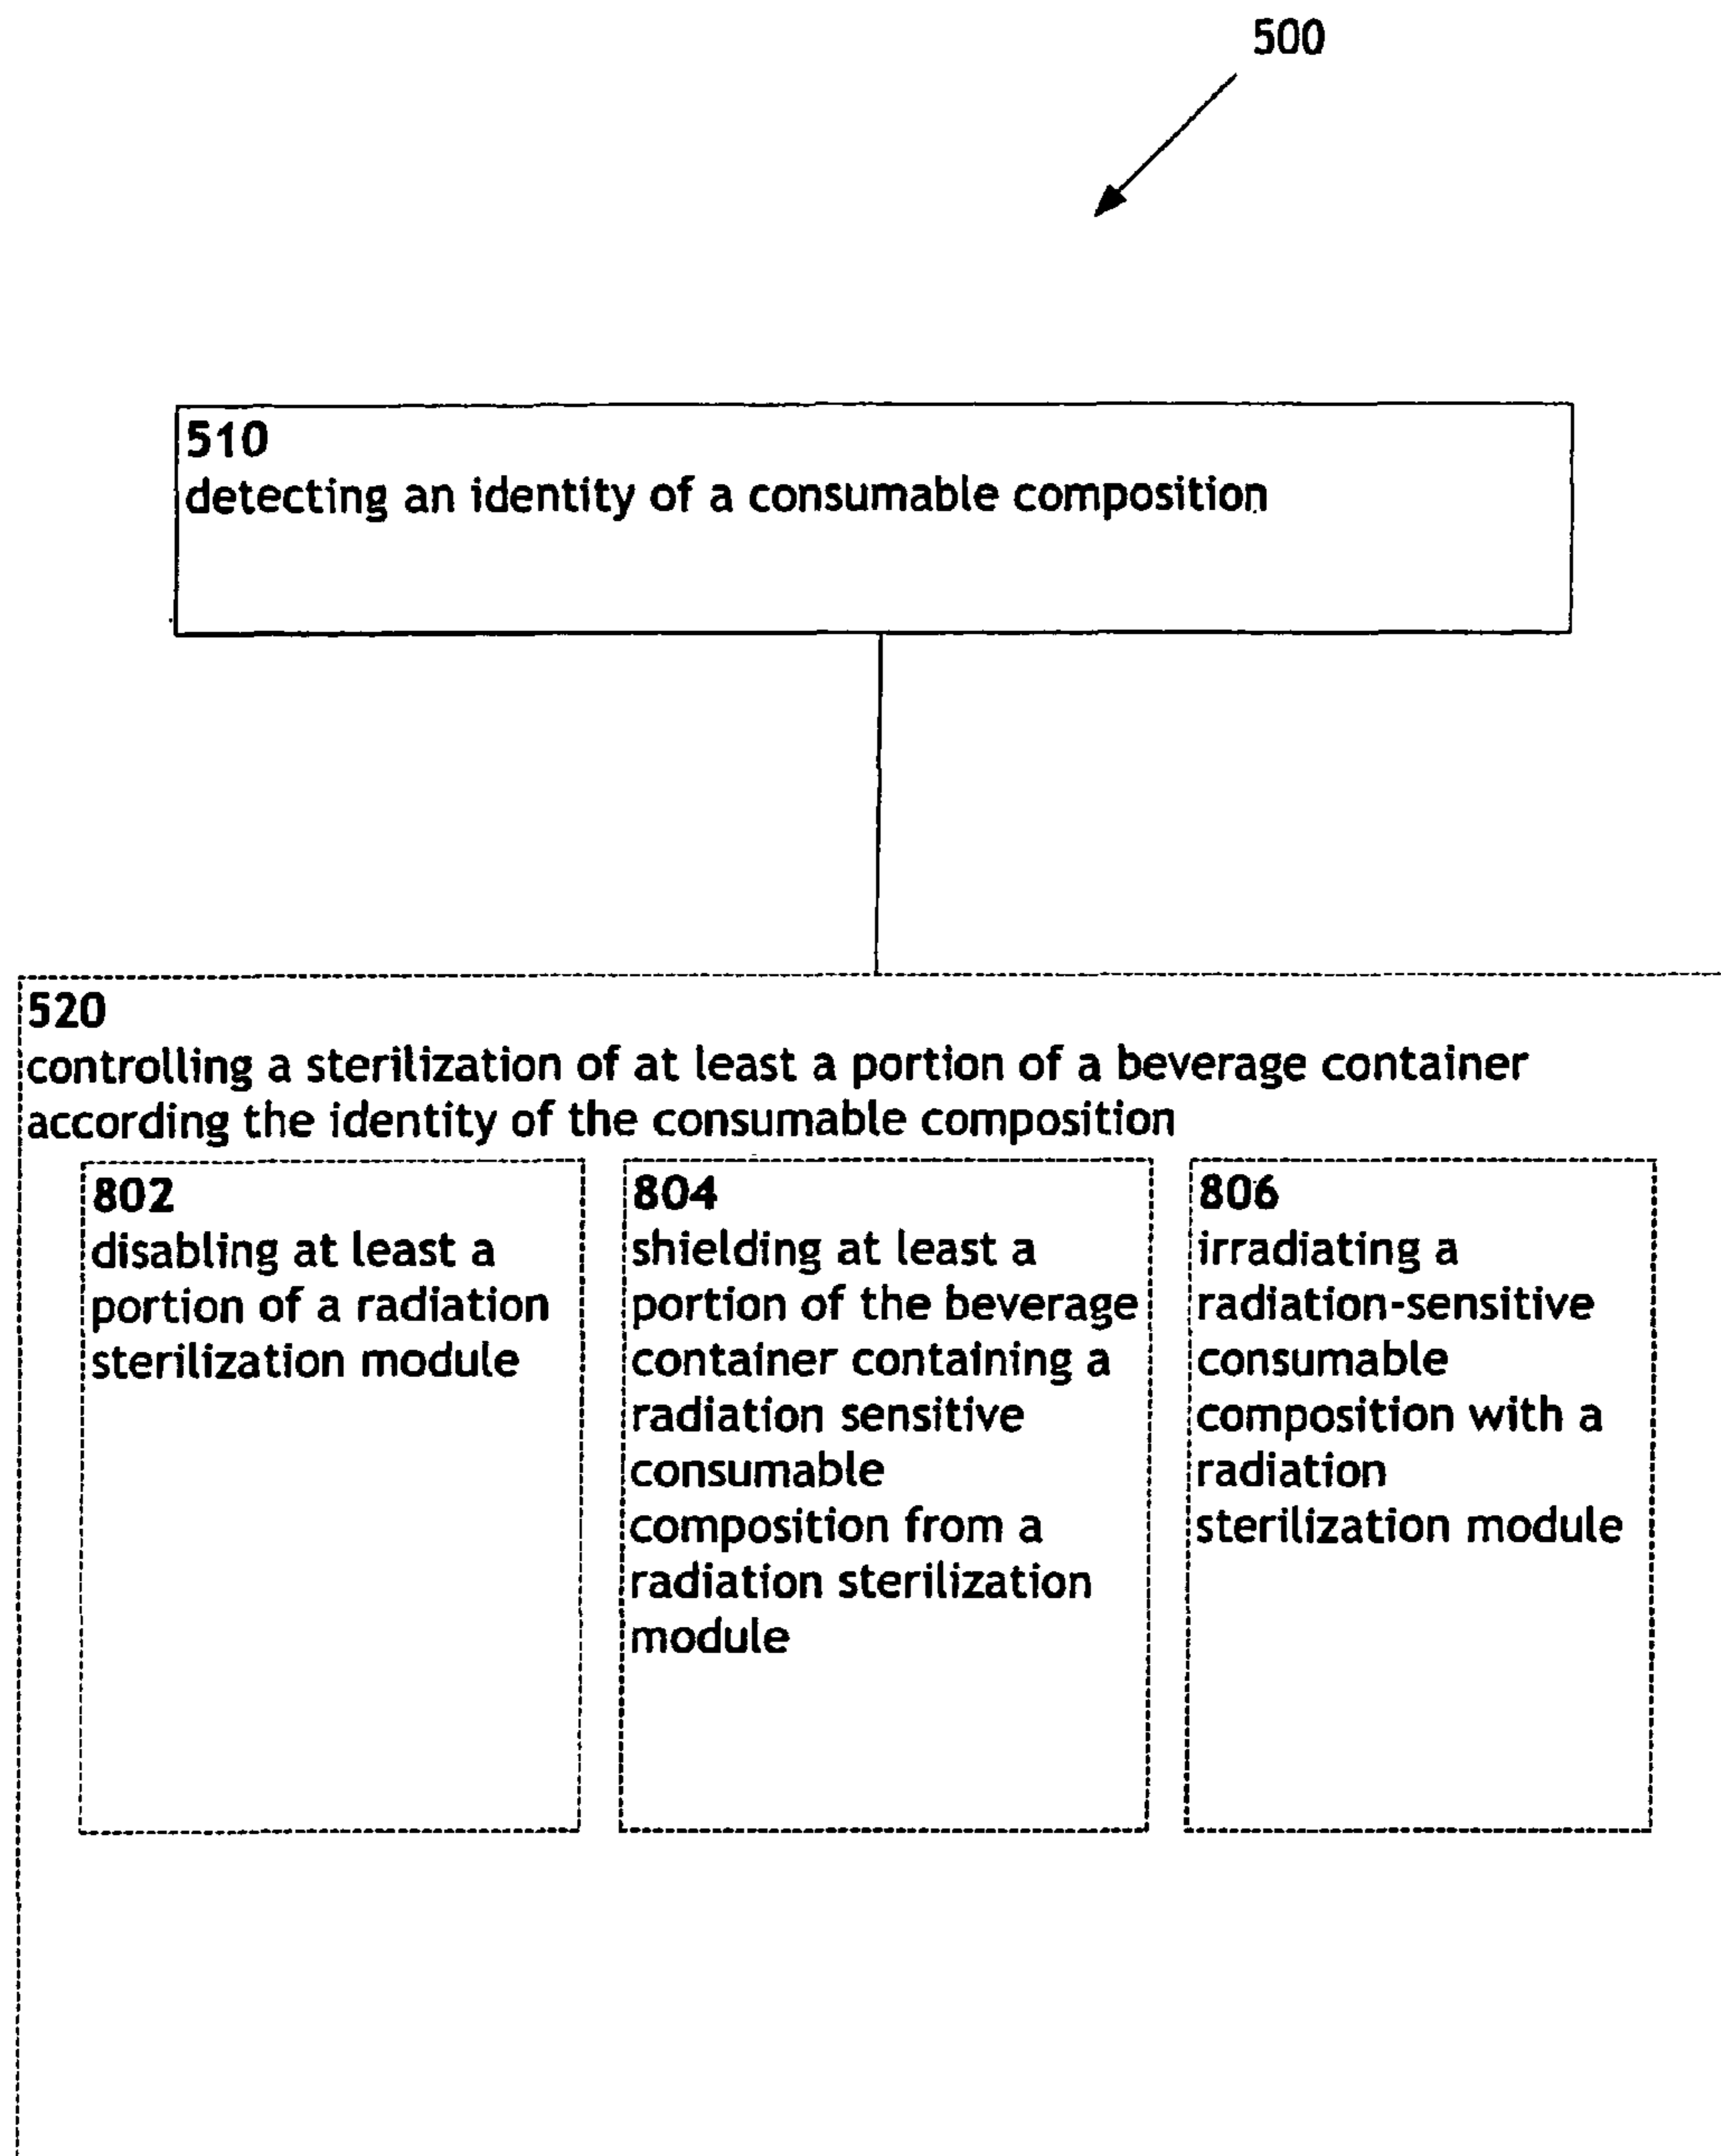 500
510
detecting an identity of a consumable composition
520
controlling a sterilization of at least a portion of a beverage container
according the identity of the consumable composition
802
disabling at least a
portion of a radiation
sterilization module
804
shielding at least a
portion of the beverage
container containing a
radiation sensitive
consumable
composition from a
radiation sterilization
module
806
irradiating a
radiation-sensitive
consumable
composition with a
radiation
sterilization module